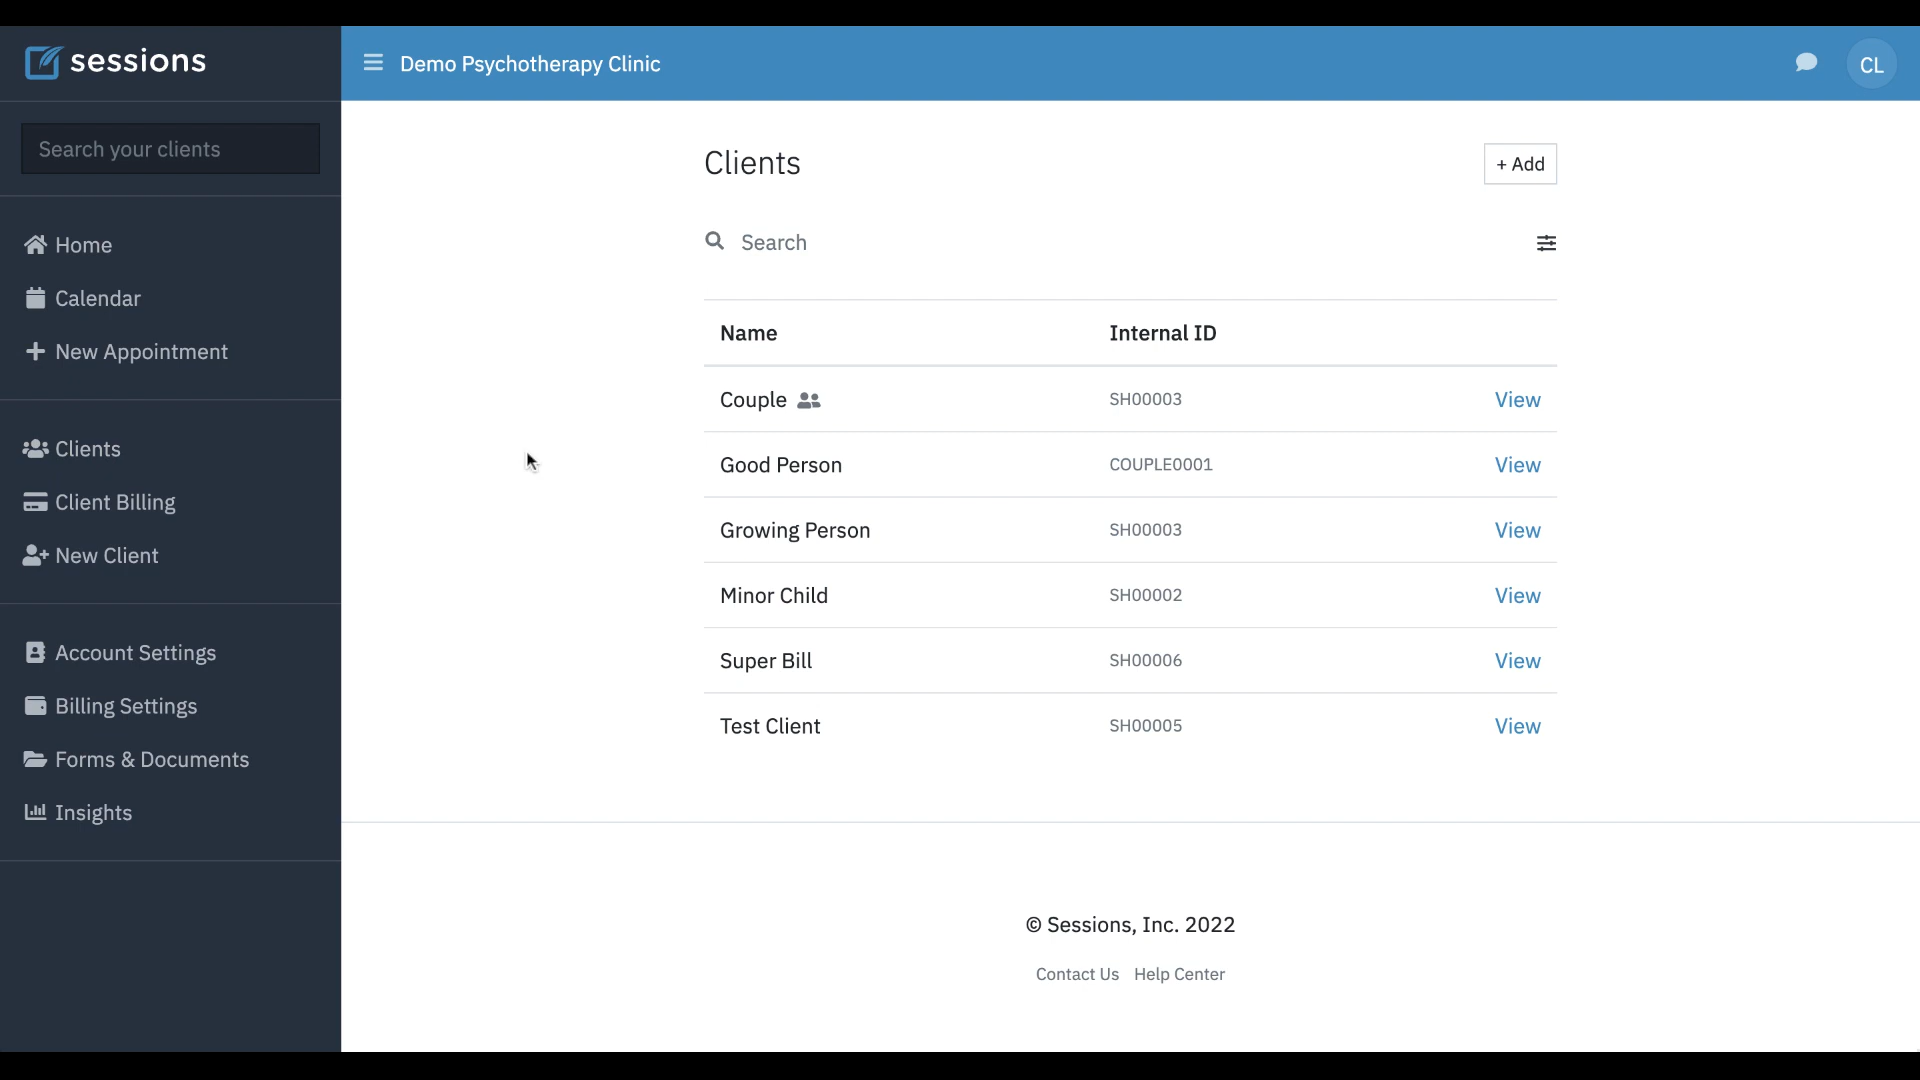 sessions
Demo Psychotherapy Clinic
CL
Search your clients
Home
Calendar
+ New Appointment
Clients
Client Billing
New Client
Account Settings
Billing Settings
Forms & Documents
Insights
Clients
+ Add
Search
Name Internal ID
Couple SH00003 View
Good Person COUPLE0001 View
Growing Person SH00003 View
Minor Child SH00002 View
Super Bill SH00006 View
Test Client SH00005 View
© Sessions, Inc. 2022
Contact Us Help Center